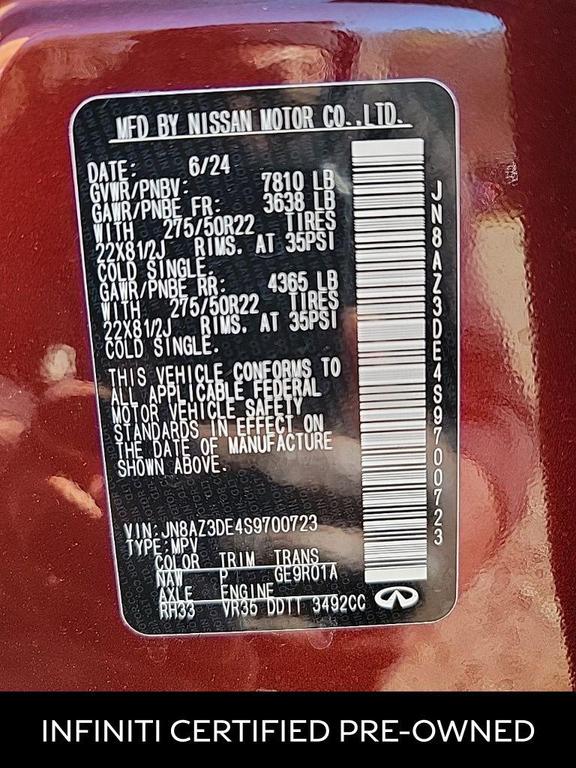 MFD BY NISSAN MOTOR CO.,LTD.
DATE: 6/24
GVWR/PNBV: 7810 LB
GAWR/PNBE FR: 3638 LB
WITH 275/50R22 TIRES
22X81/2J RIMS. AT 35PSI
COLD SINGLE.
GAWR/PNBE RR: 4365 LB
WITH 275/50R22 TIRES
22X81/2J RIMS. AT 35PSI
COLD SINGLE.
THIS VEHICLE CONFORMS TO
ALL APPLICABLE FEDERAL
MOTOR VEHICLE SAFETY
STANDARDS IN EFFECT ON
THE DATE OF MANUFACTURE
SHOWN ABOVE.
VIN: JN8AZ3DE4S9700723
TYPE: MPV
COLOR TRIM TRANS
NAW P GE9R01A
AXLE ENGINE
RH33 VR35 DDTT 3492CC
JN8AZ3DE4S9700723
INFINITI CERTIFIED PRE-OWNED